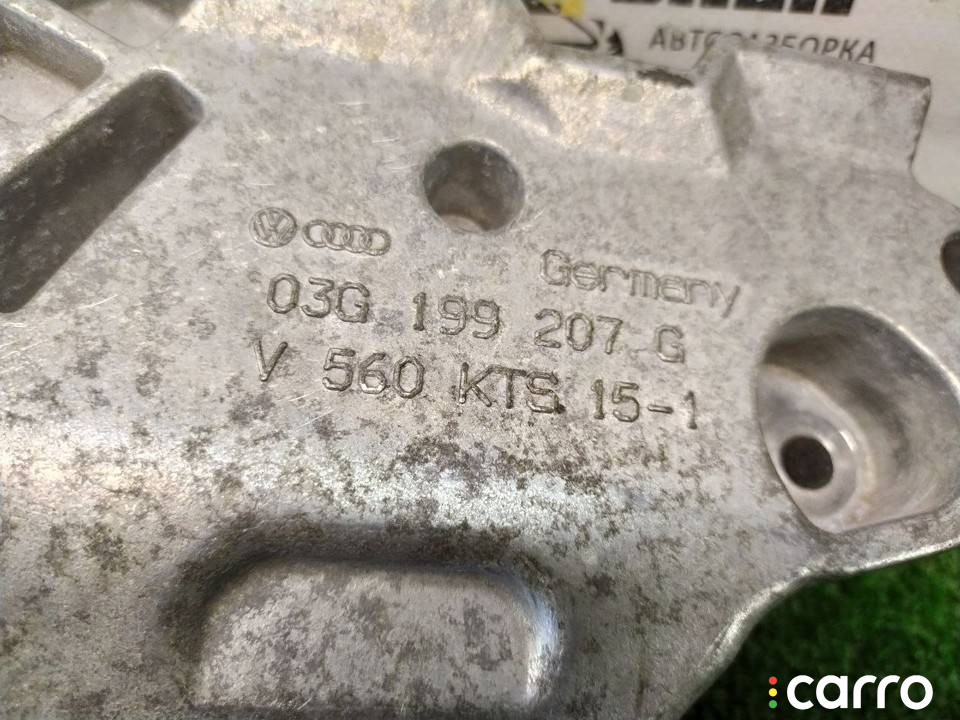 АВТОРАЗБОРКА
Germany
03G 199 207 G
V 560 KTS 15-1
carro